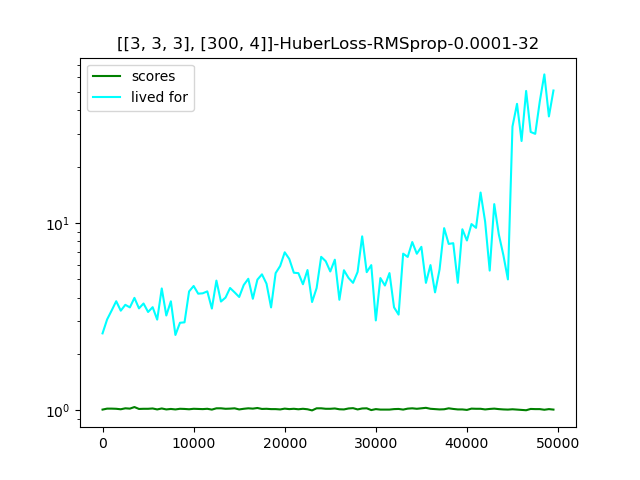 [[3, 3, 3], [300, 4]]-HuberLoss-RMSprop-0.0001-32
scores
lived for
10¹
10⁰
0 10000 20000 30000 40000 50000